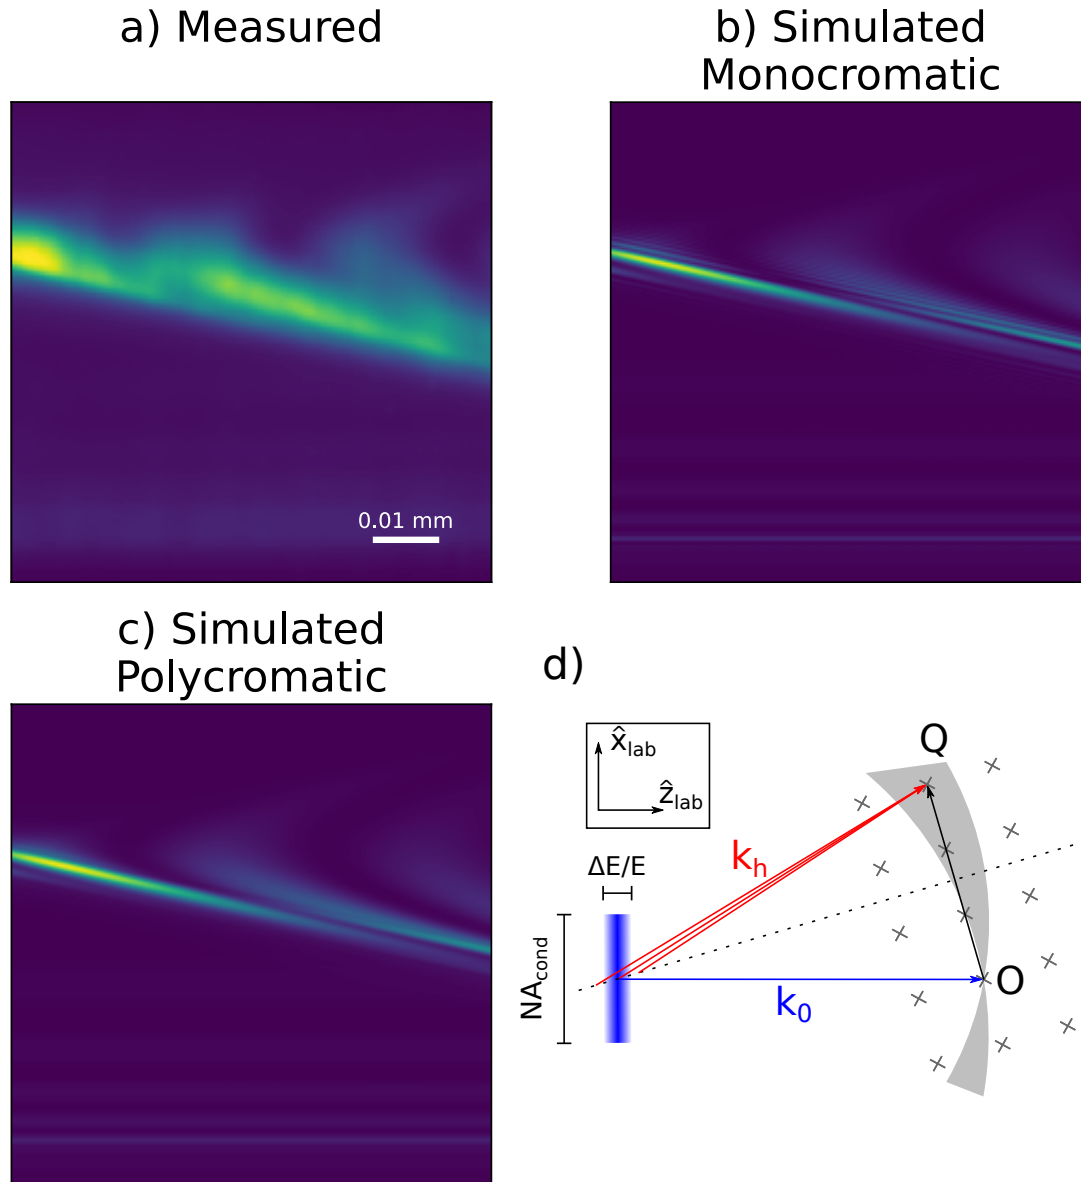 a) Measured
b) Simulated
Monocromatic
0.01 mm
c) Simulated
Polycromatic
d)
x̂lab
ẑlab
Q
kh
ΔE/E
NAcond
k0
O